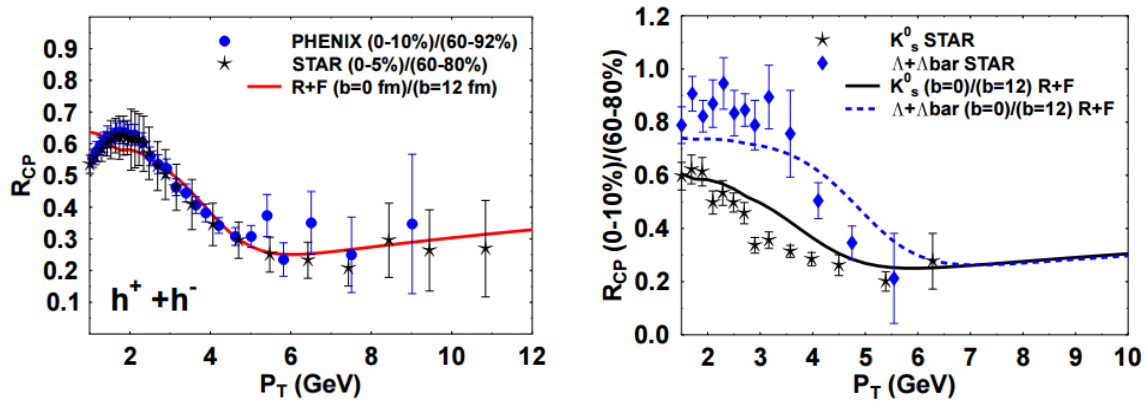 0.9
0.8
0.7
0.6
0.5
0.4
0.3
0.2
0.1
R_CP
PHENIX (0-10%)/(60-92%)
STAR (0-5%)/(60-80%)
R+F (b=0 fm)/(b=12 fm)
h⁺ +h⁻
2 4 6 8 10 12
P_T (GeV)
1.2
1.0
0.8
0.6
0.4
0.2
0.0
R_CP (0-10%)/(60-80%)
K⁰_s STAR
Λ+Λbar STAR
K⁰_s (b=0)/(b=12) R+F
Λ+Λbar (b=0)/(b=12) R+F
2 3 4 5 6 7 8 9 10
P_T (GeV)